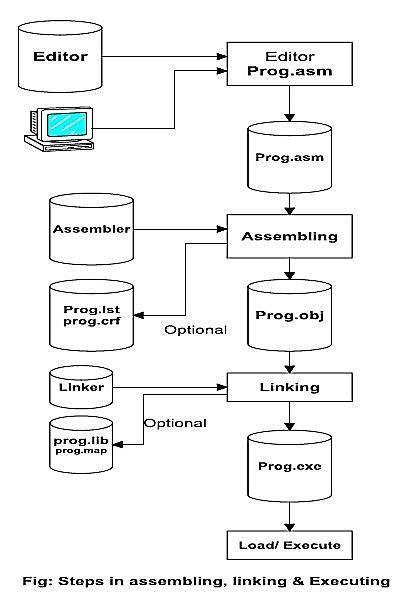 Editor
Editor
Prog.asm
Prog.asm
Assembler
Assembling
Prog.lst
prog.crf
Optional
Prog.obj
Linker
Linking
Optional
prog.lib
prog.map
Prog.exe
Load/ Execute
Fig: Steps in assembling, linking & Executing